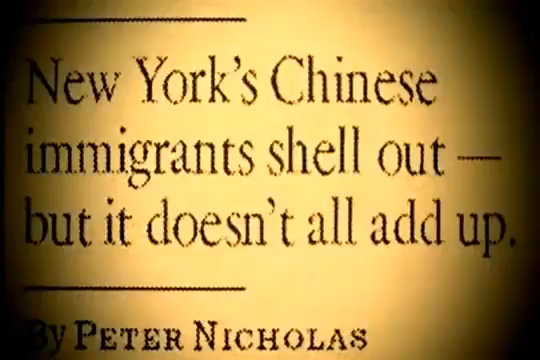 New York's Chinese
immigrants shell out —
but it doesn't all add up.
By PETER NICHOLAS